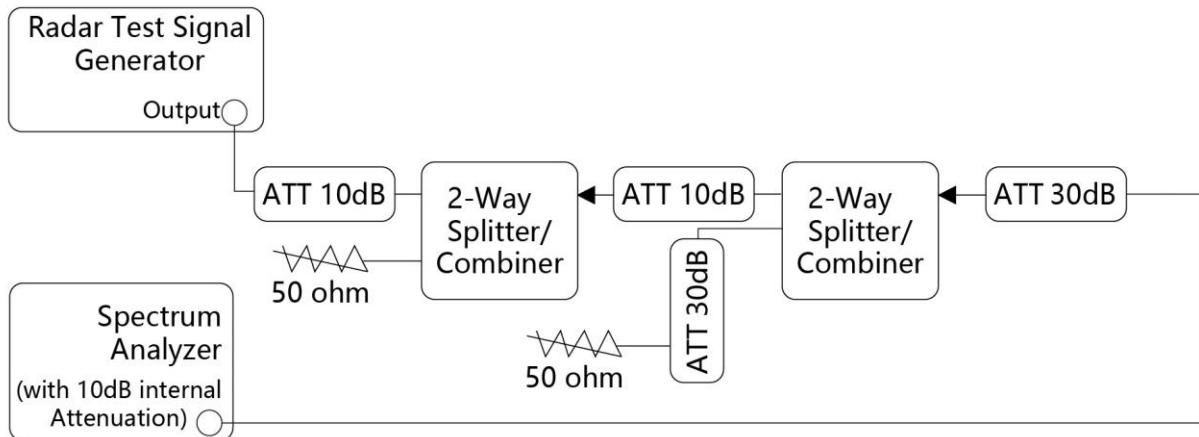 Radar Test Signal
Generator
Output
ATT 10dB
2-Way
Splitter/
Combiner
ATT 10dB
2-Way
Splitter/
Combiner
ATT 30dB
50 ohm
ATT 30dB
50 ohm
Spectrum
Analyzer
(with 10dB internal
Attenuation)